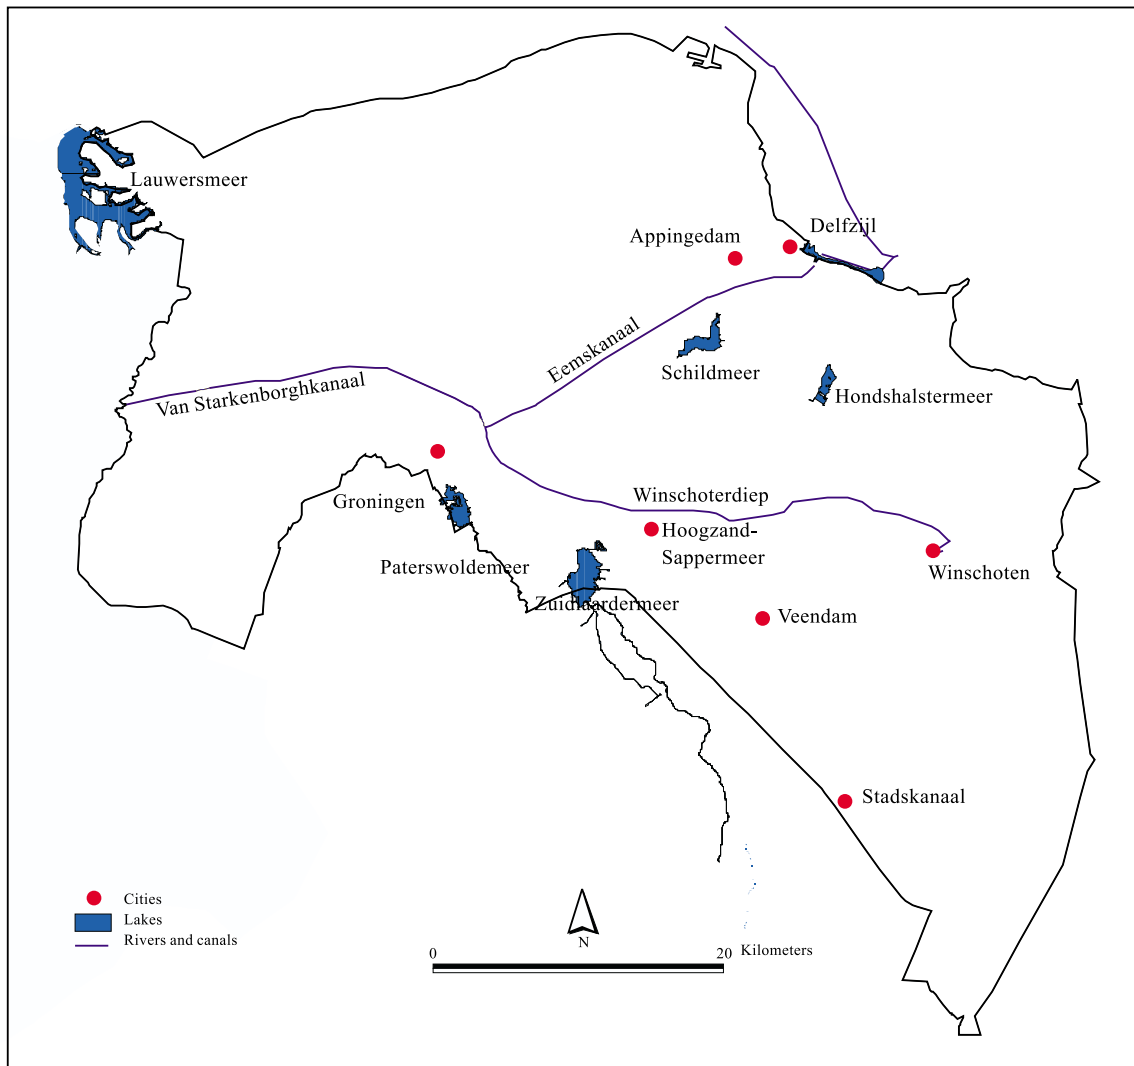 Lauwersmeer
Delfzijl
Appingedam
Eemskanaal
Schildmeer
Van Starkenborghkanaal
Hondshalstermeer
Groningen
Winschoterdiep
Hoogzand-
Sappermeer
Paterswoldemeer
Winschoten
Zuidlaardermeer
Veendam
Stadskanaal
Cities
Lakes
Rivers and canals
N
0 20 Kilometers